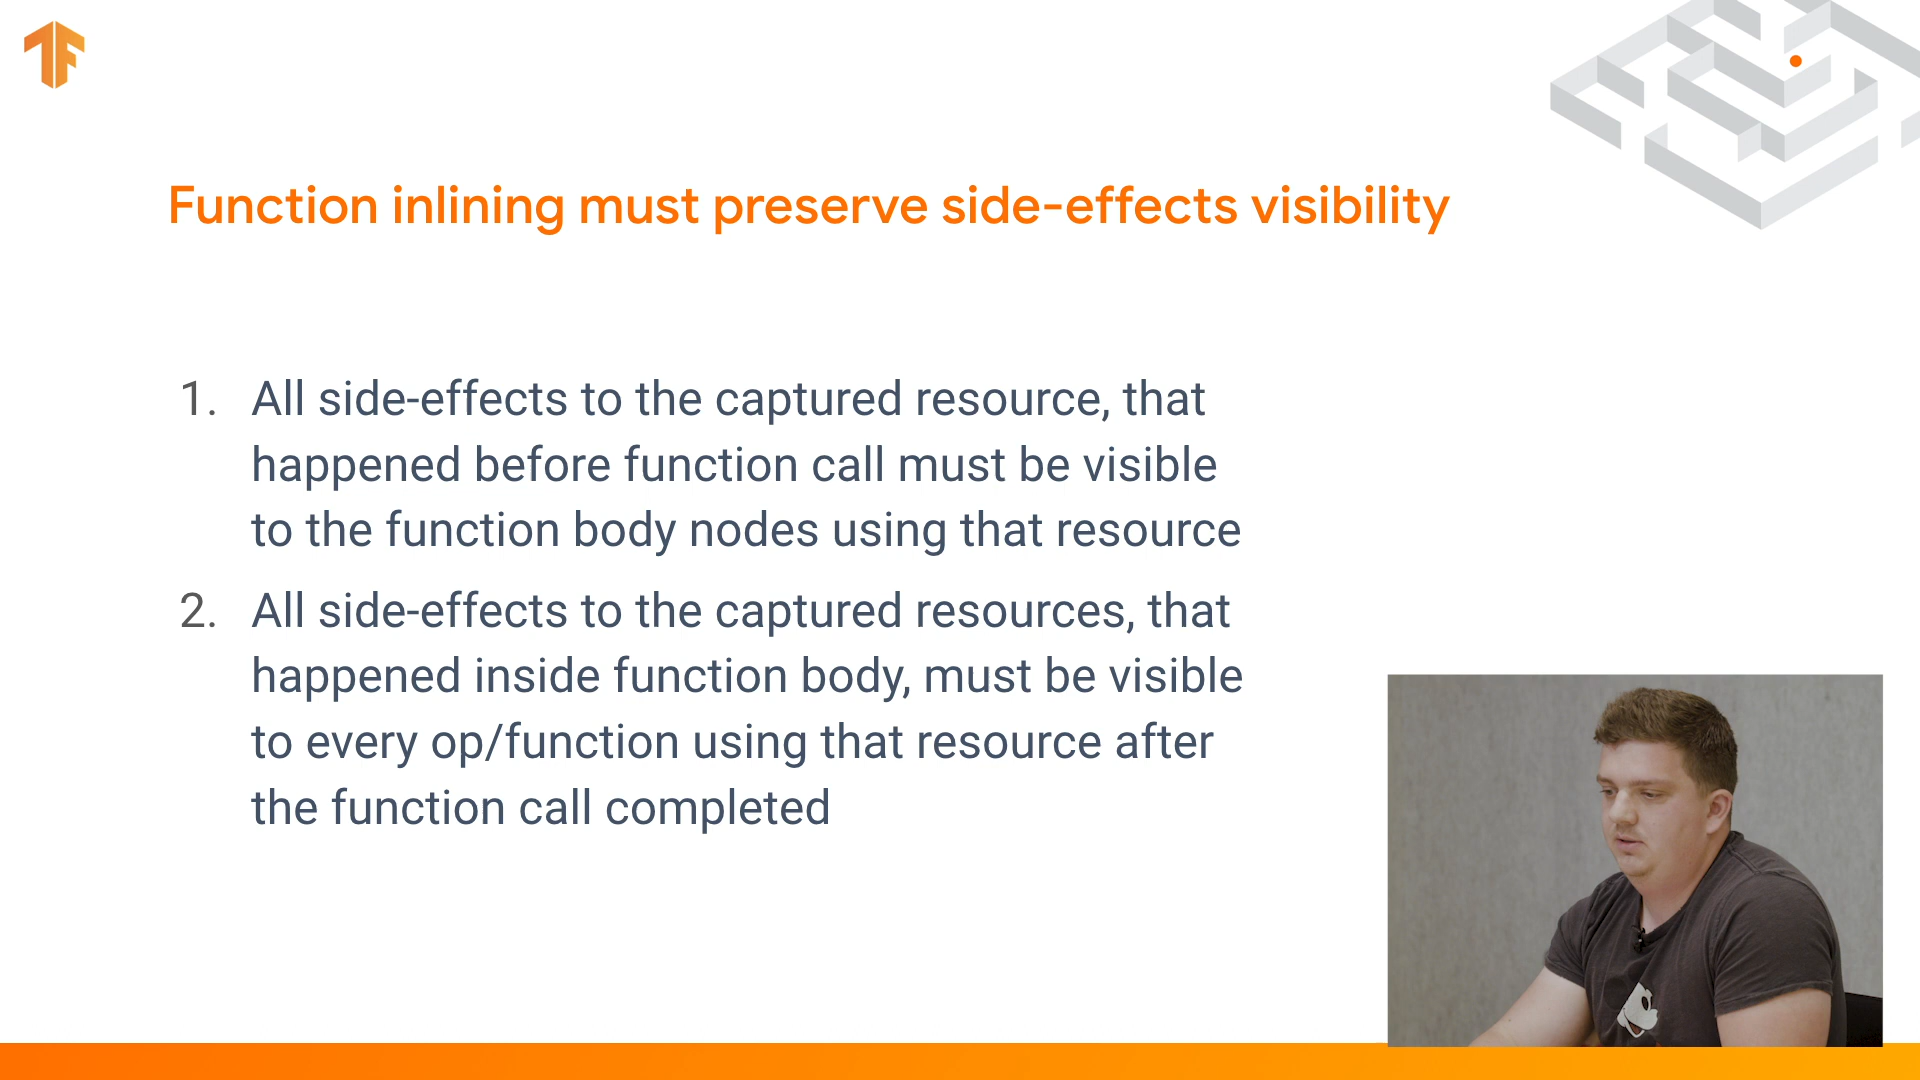 Function inlining must preserve side-effects visibility
1. All side-effects to the captured resource, that
happened before function call must be visible
to the function body nodes using that resource
2. All side-effects to the captured resources, that
happened inside function body, must be visible
to every op/function using that resource after
the function call completed